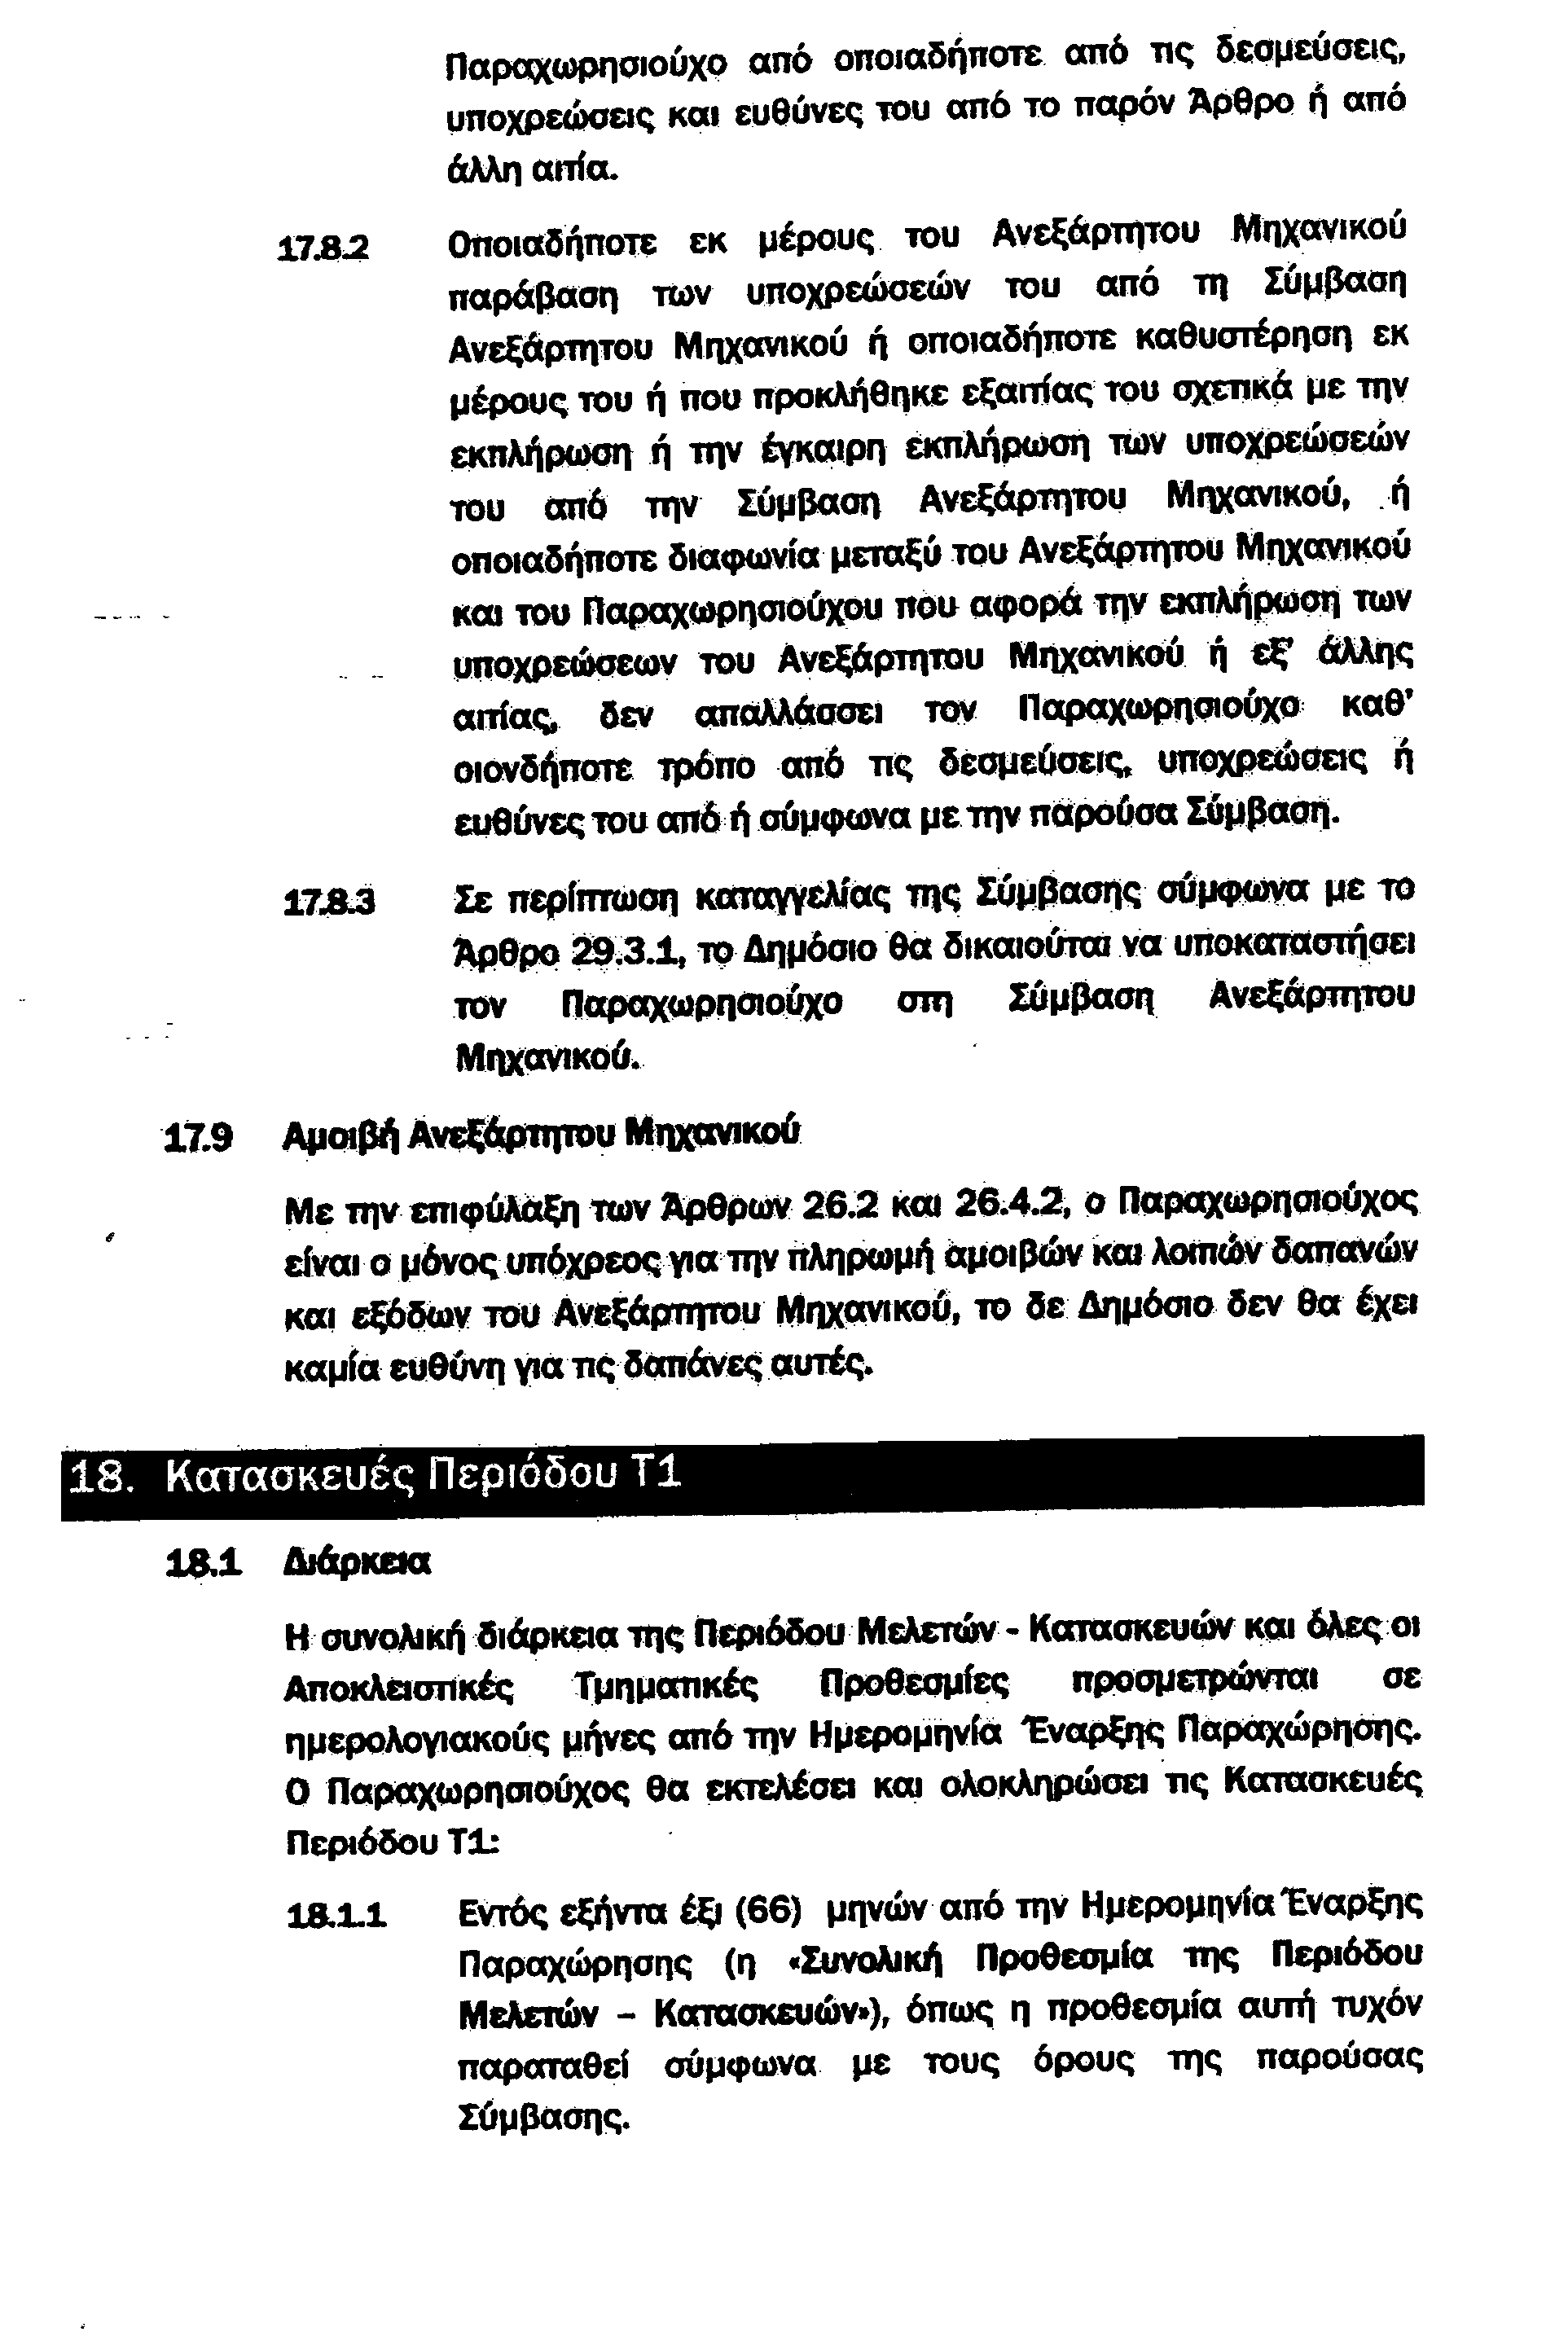 Παραχωρησιούχο από οποιαδήποτε από τις δεσμεύσεις,
υποχρεώσεις και ευθύνες του από το παρόν Άρθρο ή από
άλλη αιτία.
17.8.2 Οποιαδήποτε εκ μέρους του Ανεξάρτητου Μηχανικού
παράβαση των υποχρεώσεών του από τη Σύμβαση
Ανεξάρτητου Μηχανικού ή οποιαδήποτε καθυστέρηση εκ
μέρους του ή που προκλήθηκε εξαιτίας του σχετικά με την
εκπλήρωση ή την έγκαιρη εκπλήρωση των υποχρεώσεών
του από την Σύμβαση Ανεξάρτητου Μηχανικού, ή
οποιαδήποτε διαφωνία μεταξύ του Ανεξάρτητου Μηχανικού
και του Παραχωρησιούχου που αφορά την εκπλήρωση των
υποχρεώσεων του Ανεξάρτητου Μηχανικού ή εξ' άλλης
αιτίας, δεν απαλλάσσει τον Παραχωρησιούχο καθ'
οιονδήποτε τρόπο από τις δεσμεύσεις, υποχρεώσεις ή
ευθύνες του από ή σύμφωνα με την παρούσα Σύμβαση.
17.8.3 Σε περίπτωση καταγγελίας της Σύμβασης σύμφωνα με το
Άρθρο 29.3.1, το Δημόσιο θα δικαιούται να υποκαταστήσει
τον Παραχωρησιούχο στη Σύμβαση Ανεξάρτητου
Μηχανικού.
17.9 Αμοιβή Ανεξάρτητου Μηχανικού
Με την επιφύλαξη των Άρθρων 26.2 και 26.4.2, ο Παραχωρησιούχος
είναι ο μόνος υπόχρεος για την πληρωμή αμοιβών και λοιπών δαπανών
και εξόδων του Ανεξάρτητου Μηχανικού, το δε Δημόσιο δεν θα έχει
καμία ευθύνη για τις δαπάνες αυτές.
18. Κατασκευές Περιόδου Τ1
18.1 Διάρκεια
Η συνολική διάρκεια της Περιόδου Μελετών - Κατασκευών και όλες οι
Αποκλειστικές Τμηματικές Προθεσμίες προσμετρώνται σε
ημερολογιακούς μήνες από την Ημερομηνία Έναρξης Παραχώρησης.
Ο Παραχωρησιούχος θα εκτελέσει και ολοκληρώσει τις Κατασκευές
Περιόδου Τ1:
18.1.1 Εντός εξήντα έξι (66) μηνών από την Ημερομηνία Έναρξης
Παραχώρησης (η «Συνολική Προθεσμία της Περιόδου
Μελετών – Κατασκευών»), όπως η προθεσμία αυτή τυχόν
παραταθεί σύμφωνα με τους όρους της παρούσας
Σύμβασης.